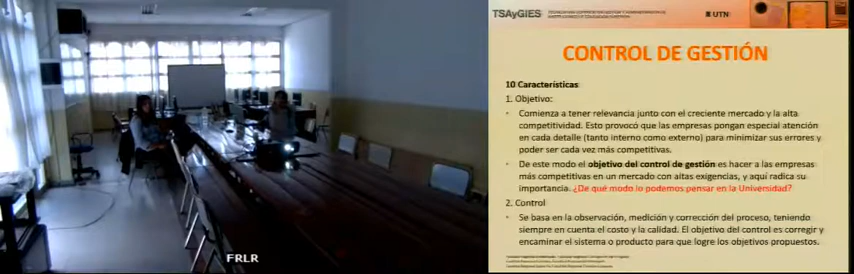 TSAyGIES
UTN
CONTROL DE GESTIÓN
10 Características
1. Objetivo:
Comienza a tener relevancia junto con el creciente mercado y la alta
competitividad. Esto provocó que las empresas pongan especial atención
en cada detalle (tanto interno como externo) para minimizar sus errores y
poder ser cada vez más competitivas.
De este modo el objetivo del control de gestión es hacer a las empresas
más competitivas en un mercado con altas exigencias, y aquí radica su
importancia. ¿De qué modo lo podemos pensar en la Universidad?
2. Control
Se basa en la observación, medición y corrección del proceso, teniendo
siempre en cuenta el costo y la calidad. El objetivo del control es corregir y
encaminar el sistema o producto para que logre los objetivos propuestos.
FRLR